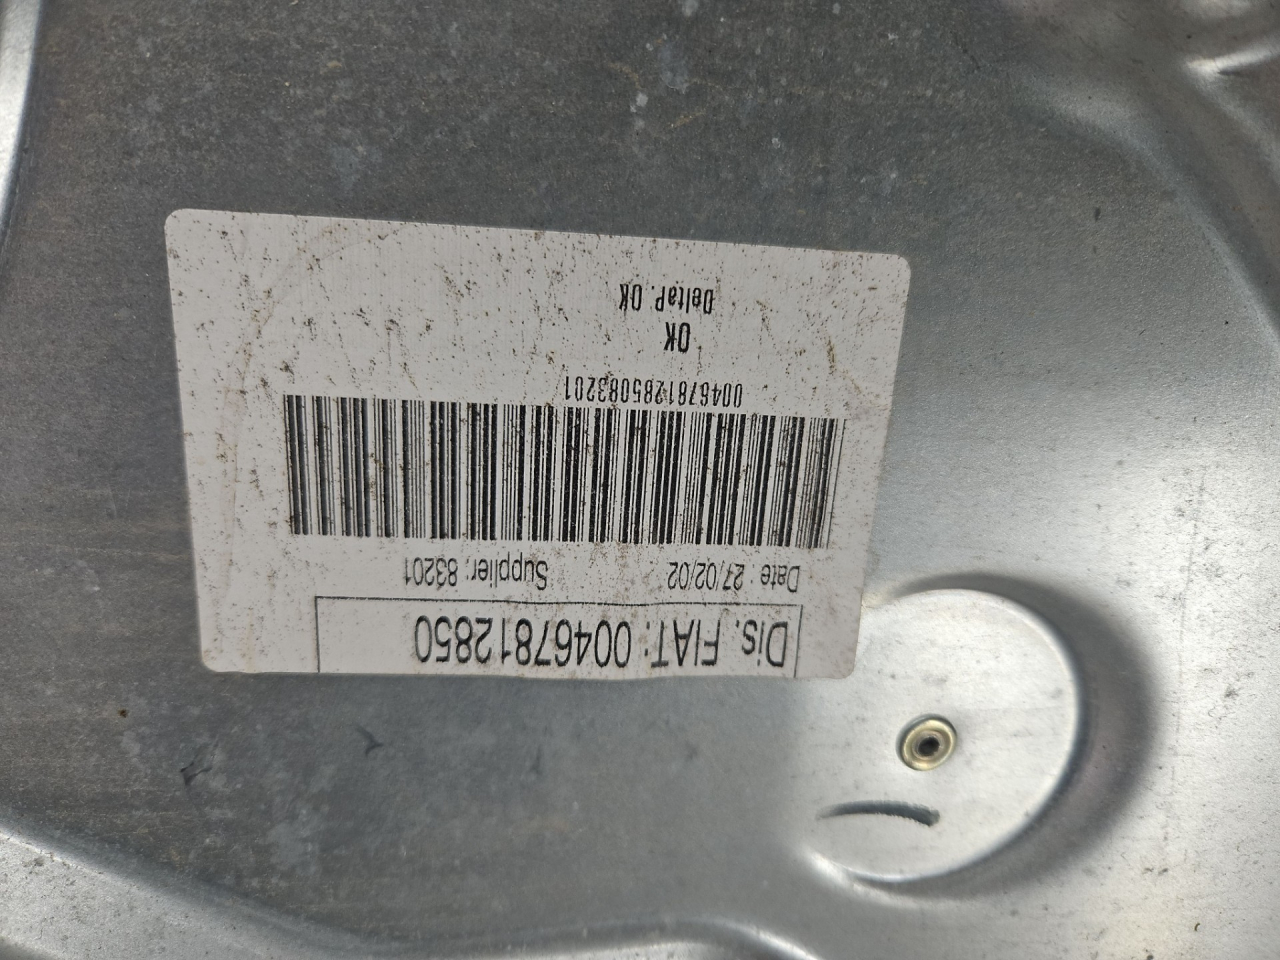 Dis. FIAT: 00467812850
Date : 27/02/02 Supplier: 83201
0046781285083201
OK
DeltaP. OK